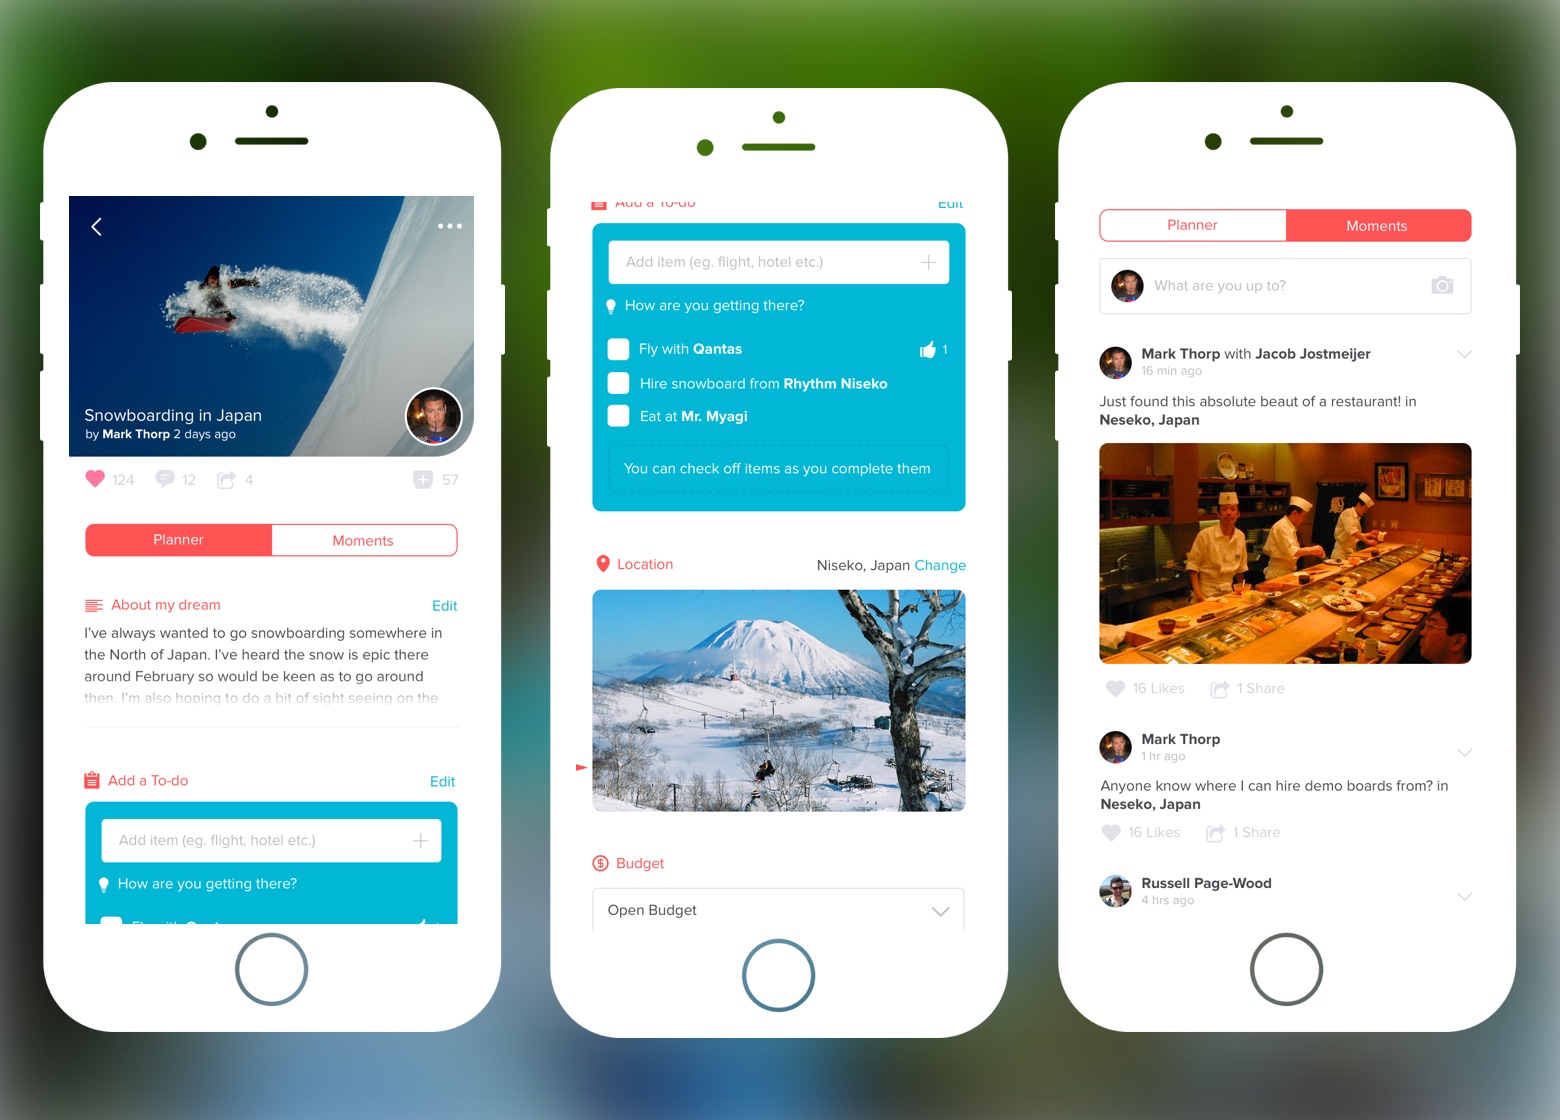 Snowboarding in Japan
by Mark Thorp 2 days ago
124 12 4 57
Planner Moments
About my dream Edit
I've always wanted to go snowboarding somewhere in
the North of Japan. I've heard the snow is epic there
around February so would be keen as to go around
then. I'm also hoping to do a bit of sight seeing on the
Add a To-do Edit
Add item (eg. flight, hotel etc.)
How are you getting there?
Fly with Qantas
Add a To-do Edit
Add item (eg. flight, hotel etc.)
How are you getting there?
Fly with Qantas 1
Hire snowboard from Rhythm Niseko
Eat at Mr. Myagi
You can check off items as you complete them
Location Niseko, Japan Change
Budget
Open Budget
Planner Moments
What are you up to?
Mark Thorp with Jacob Jostmeijer
16 min ago
Just found this absolute beaut of a restaurant! in
Neseko, Japan
16 Likes 1 Share
Mark Thorp
1 hr ago
Anyone know where I can hire demo boards from? in
Neseko, Japan
16 Likes 1 Share
Russell Page-Wood
4 hrs ago